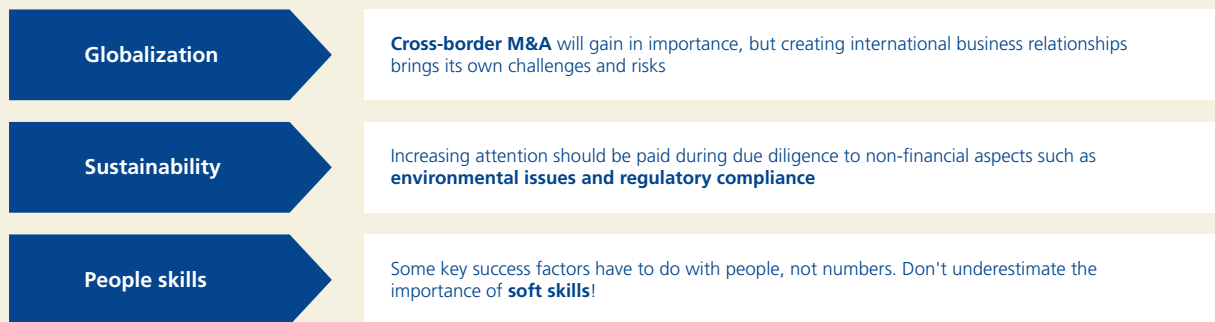 Globalization
Cross-border M&A will gain in importance, but creating international business relationships
brings its own challenges and risks
Sustainability
Increasing attention should be paid during due diligence to non-financial aspects such as
environmental issues and regulatory compliance
People skills
Some key success factors have to do with people, not numbers. Don't underestimate the
importance of soft skills!